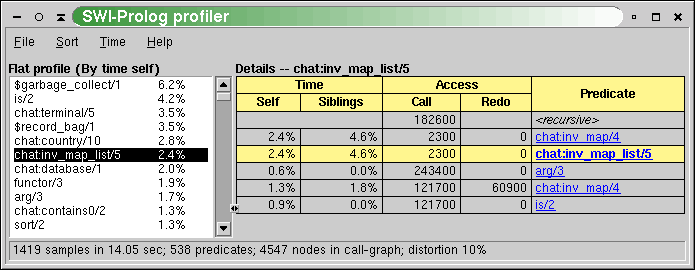 SWI-Prolog profiler
File Sort Time Help
Flat profile (By time self)
$garbage_collect/1 6.2%
is/2 4.2%
chat:terminal/5 3.5%
$record_bag/1 3.5%
chat:country/10 2.8%
chat:inv_map_list/5 2.4%
chat:database/1 2.0%
functor/3 1.9%
arg/3 1.7%
chat:contains0/2 1.3%
sort/2 1.3%
Details -- chat:inv_map_list/5
Time Access Predicate
Self Siblings Call Redo
182600 <recursive>
2.4% 4.6% 2300 0 chat:inv_map/4
2.4% 4.6% 2300 0 chat:inv_map_list/5
0.6% 0.0% 243400 0 arg/3
1.3% 1.8% 121700 60900 chat:inv_map/4
0.9% 0.0% 121700 0 is/2
1419 samples in 14.05 sec; 538 predicates; 4547 nodes in call-graph; distortion 10%